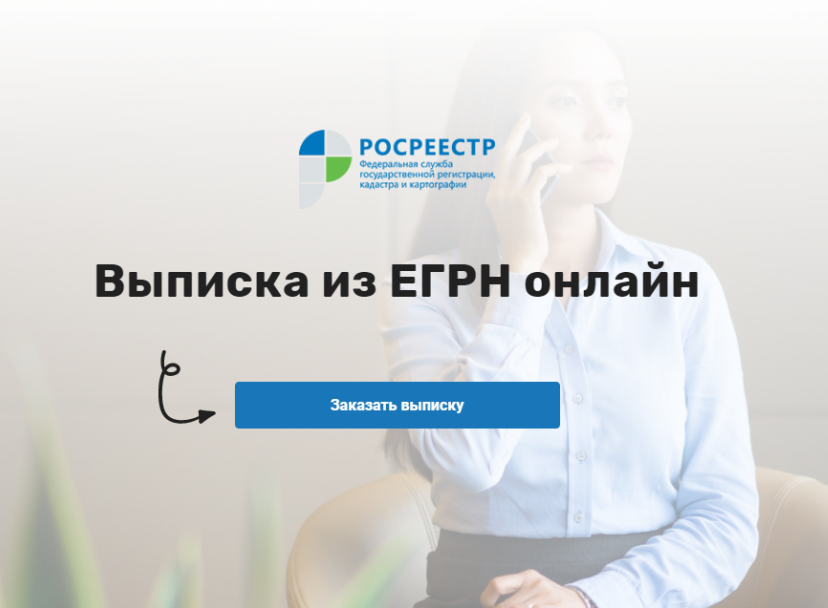 РОСРЕЕСТР
Федеральная служба
государственной регистрации,
кадастра и картографии
Выписка из ЕГРН онлайн
Заказать выписку